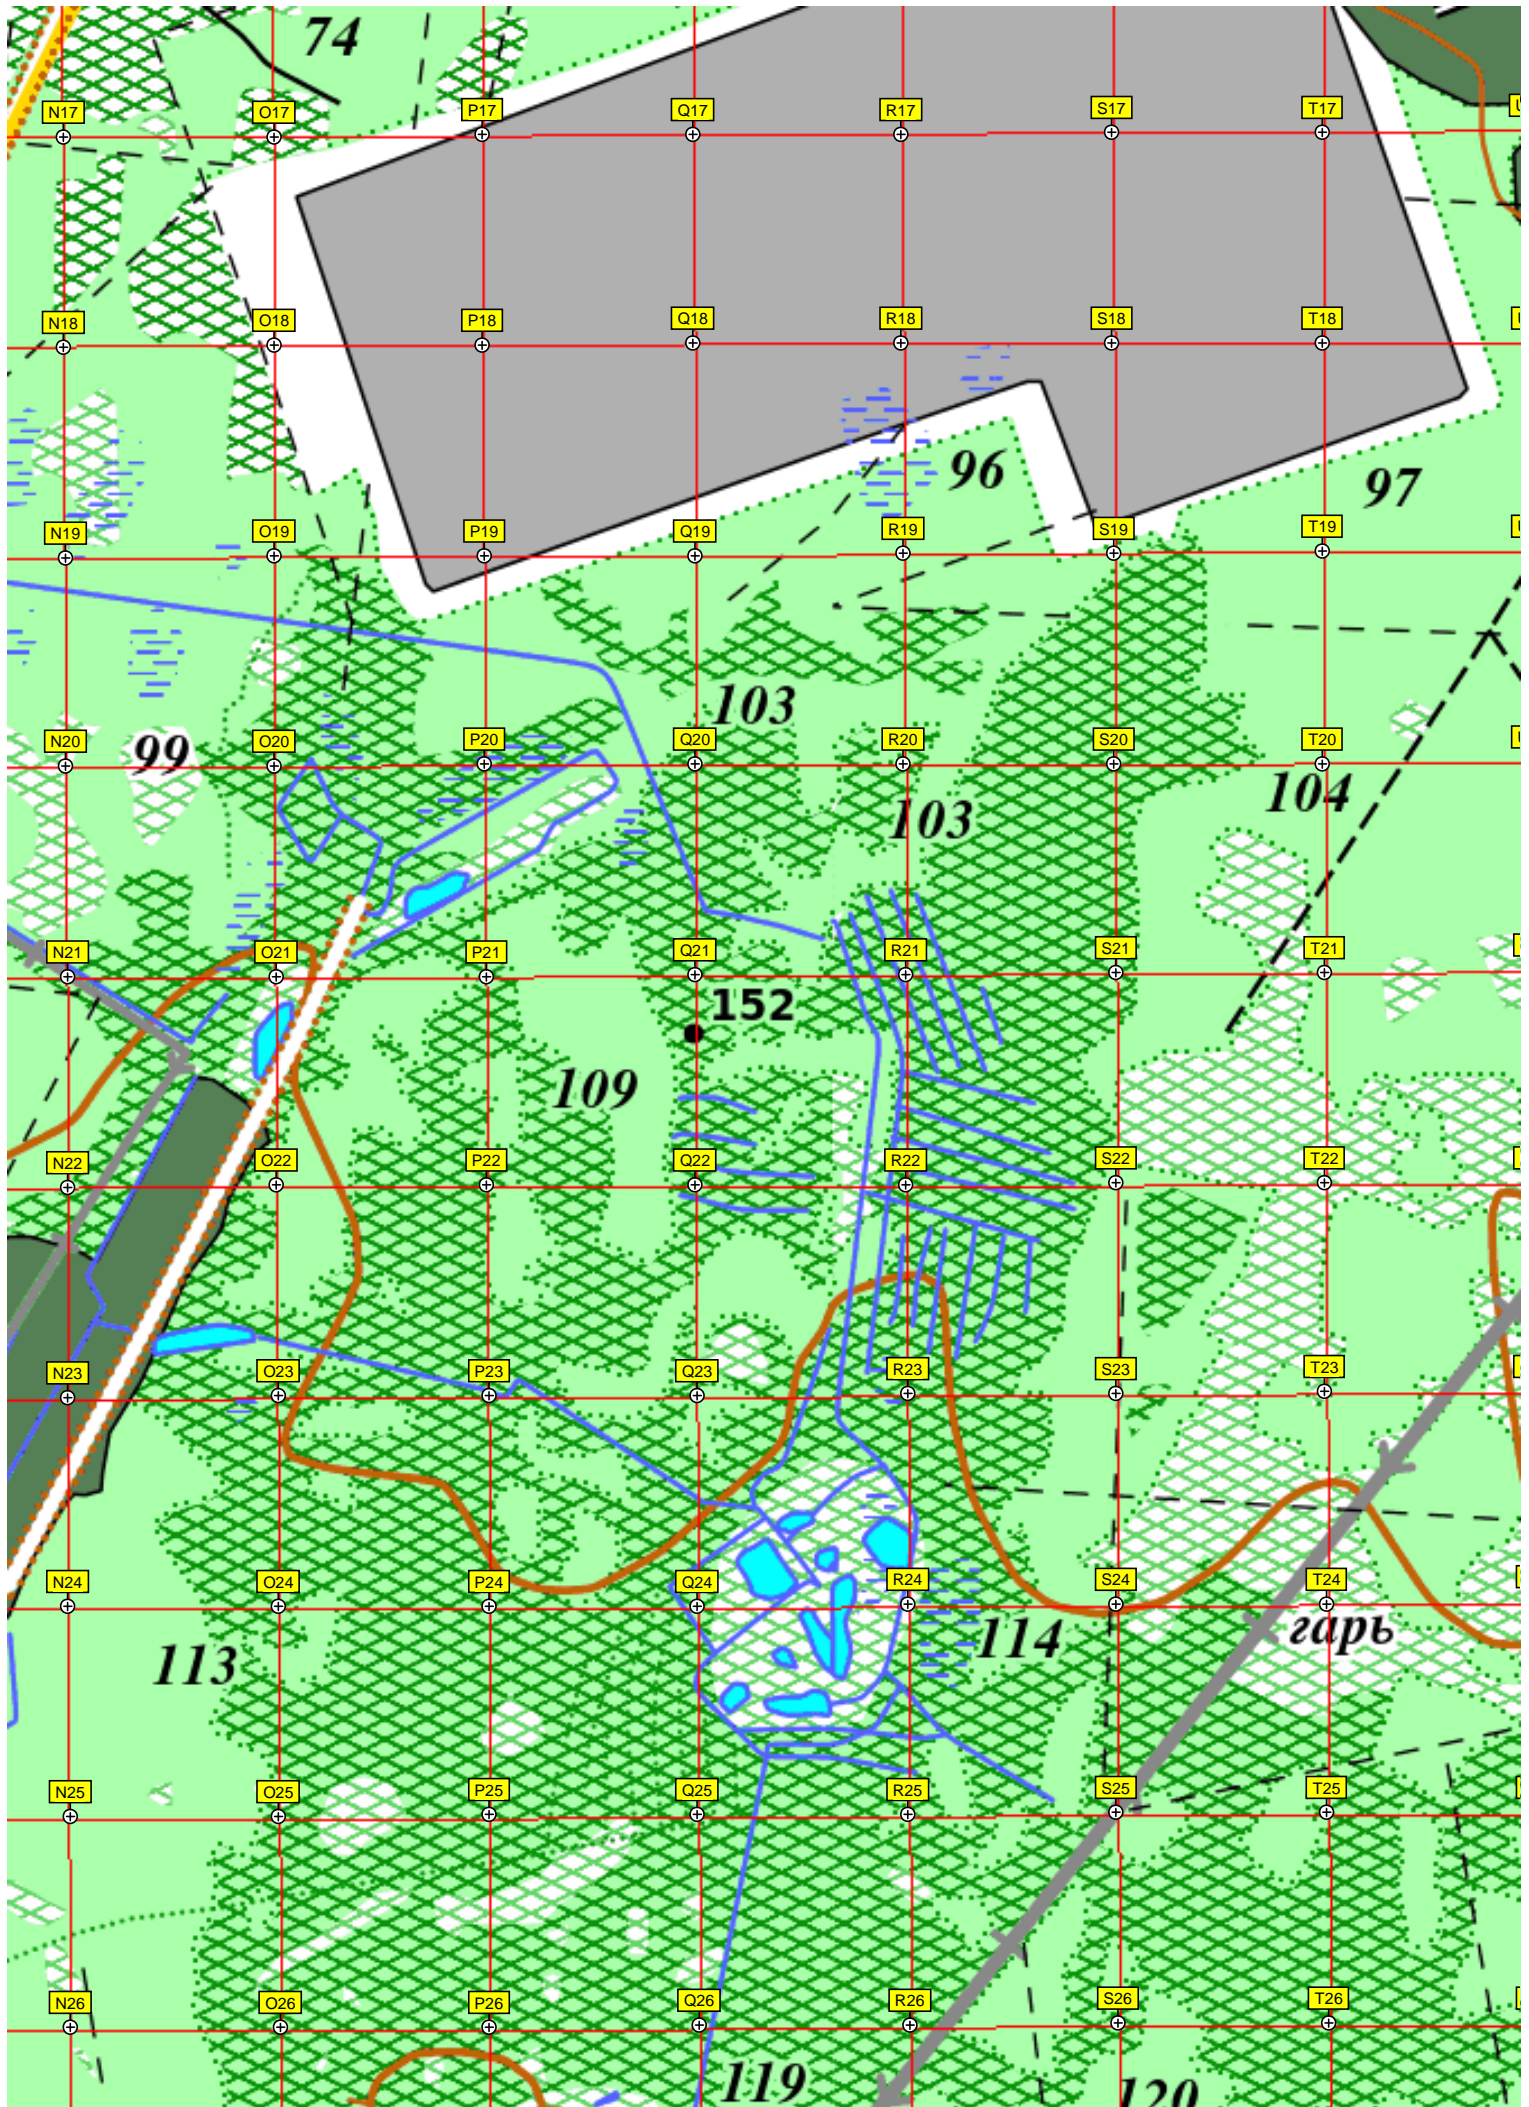 74
N17 O17 P17 Q17 R17 S17 T17
N18 O18 P18 Q18 R18 S18 T18
96
97
N19 O19 P19 Q19 R19 S19 T19
103
99
N20 O20 P20 Q20 R20 S20 T20
104
103
N21 O21 P21 Q21 R21 S21 T21
152
109
N22 O22 P22 Q22 R22 S22 T22
N23 O23 P23 Q23 R23 S23 T23
N24 O24 P24 Q24 R24 S24 T24
113
114
гарь
N25 O25 P25 Q25 R25 S25 T25
N26 O26 P26 Q26 R26 S26 T26
119
120